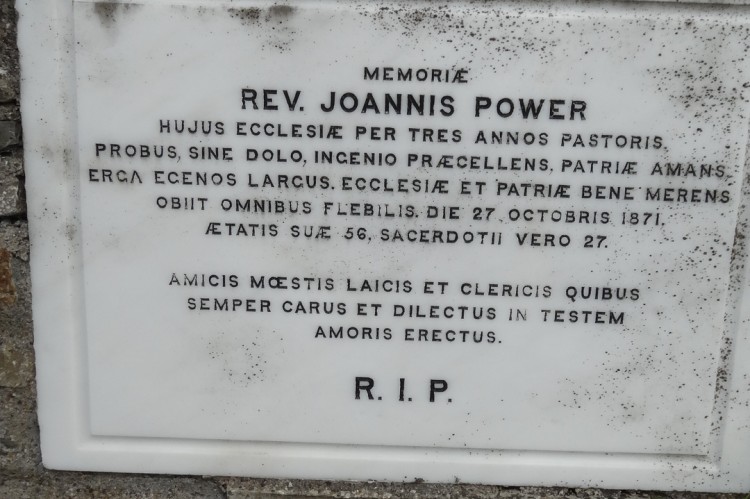 MEMORIÆ
REV. JOANNIS POWER
HUJUS ECCLESIÆ PER TRES ANNOS PASTORIS.
PROBUS, SINE DOLO, INGENIO PRÆCELLENS, PATRIÆ AMANS,
ERGA EGENOS LARGUS. ECCLESIÆ ET PATRIÆ BENE MERENS
OBIIT OMNIBUS FLEBILIS. DIE 27. OCTOBRIS 1871.
ÆTATIS SUÆ 56, SACERDOTII VERO 27.
AMICIS MŒSTIS LAICIS ET CLERICIS QUIBUS
SEMPER CARUS ET DILECTUS IN TESTEM
AMORIS ERECTUS.
R. I. P.